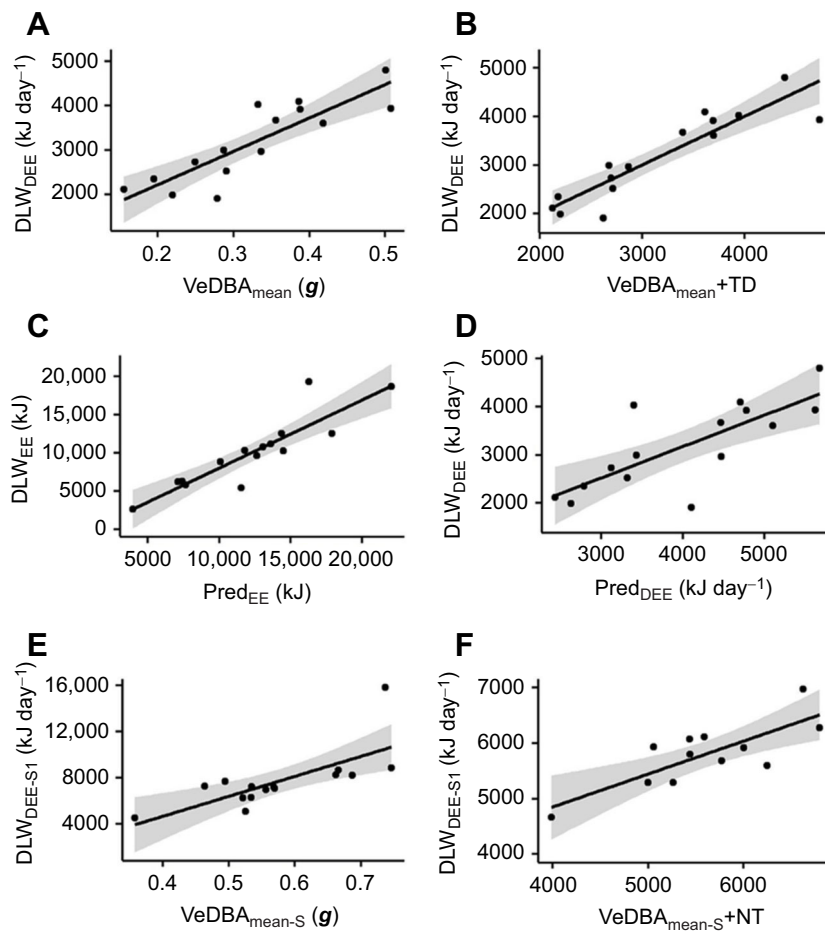 A
DLW_DEE (kJ day⁻¹)
5000
4000
3000
2000
0.2 0.3 0.4 0.5
VeDBA_mean (g)
B
DLW_DEE (kJ day⁻¹)
5000
4000
3000
2000
2000 3000 4000
VeDBA_mean+TD
C
DLW_EE (kJ)
20,000
15,000
10,000
5000
0
5000 10,000 15,000 20,000
Pred_EE (kJ)
D
DLW_DEE (kJ day⁻¹)
5000
4000
3000
2000
3000 4000 5000
Pred_DEE (kJ day⁻¹)
E
DLW_DEE-S1 (kJ day⁻¹)
16,000
12,000
8000
4000
0.4 0.5 0.6 0.7
VeDBA_mean-S (g)
F
DLW_DEE-S1 (kJ day⁻¹)
7000
6000
5000
4000
4000 5000 6000
VeDBA_mean-S+NT